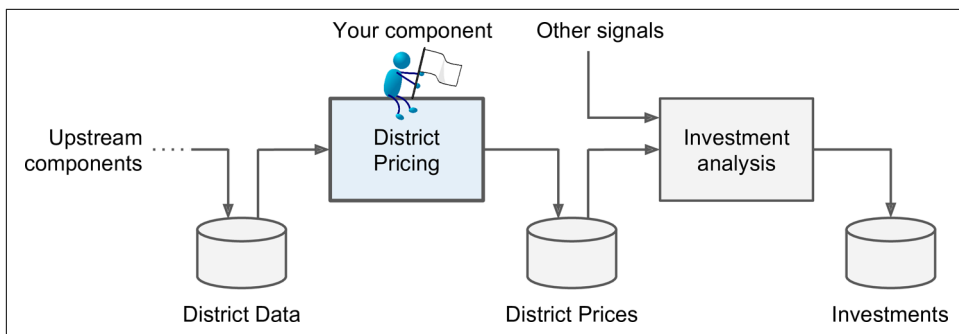 Your component
Other signals
Upstream
components
District
Pricing
Investment
analysis
District Data
District Prices
Investments